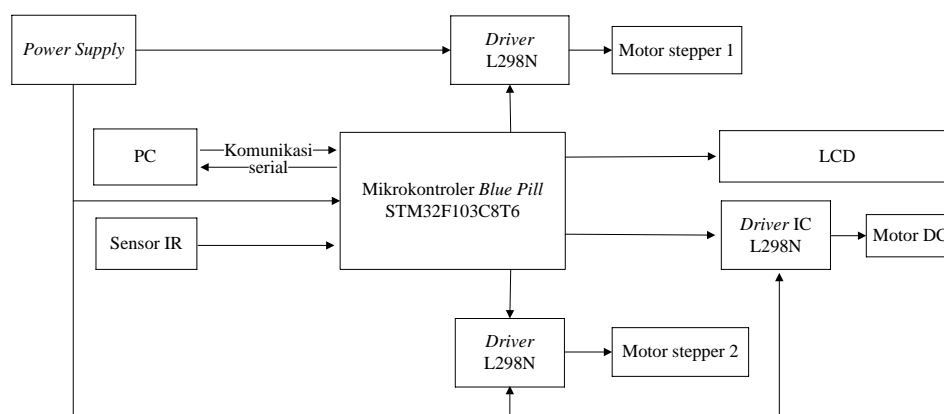 Power Supply
Driver
L298N
Motor stepper 1
PC
Komunikasi
serial
Mikrokontroler Blue Pill
STM32F103C8T6
LCD
Sensor IR
Driver IC
L298N
Motor DC
Driver
L298N
Motor stepper 2